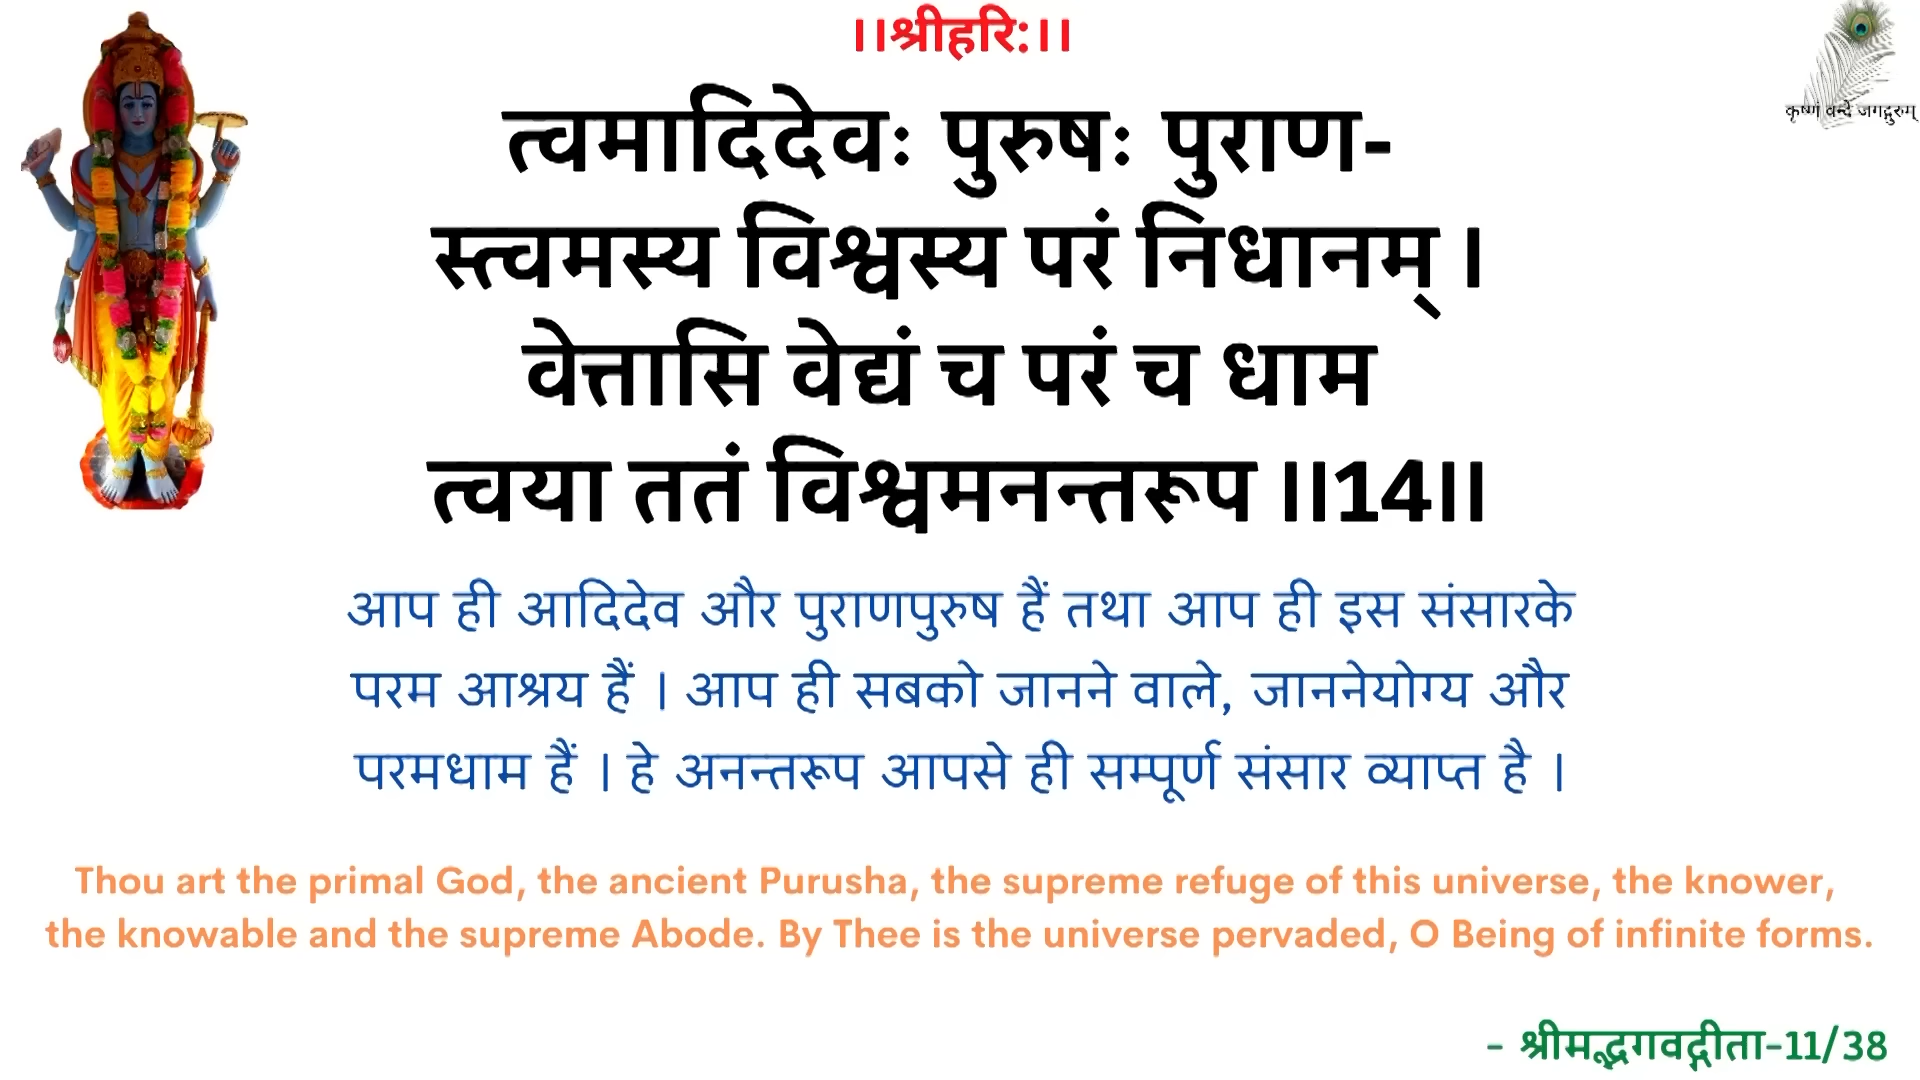 ।।श्रीहरि:।।
कृष्णं वन्दे जगद्गुरुम्
त्वमादिदेवः पुरुषः पुराण-
स्त्वमस्य विश्वस्य परं निधानम् ।
वेत्तासि वेद्यं च परं च धाम
त्वया ततं विश्वमनन्तरूप ।।14।।
आप ही आदिदेव और पुराणपुरुष हैं तथा आप ही इस संसारके
परम आश्रय हैं । आप ही सबको जानने वाले, जाननेयोग्य और
परमधाम हैं । हे अनन्तरूप आपसे ही सम्पूर्ण संसार व्याप्त है ।
Thou art the primal God, the ancient Purusha, the supreme refuge of this universe, the knower,
the knowable and the supreme Abode. By Thee is the universe pervaded, O Being of infinite forms.
- श्रीमद्भगवद्गीता-11/38